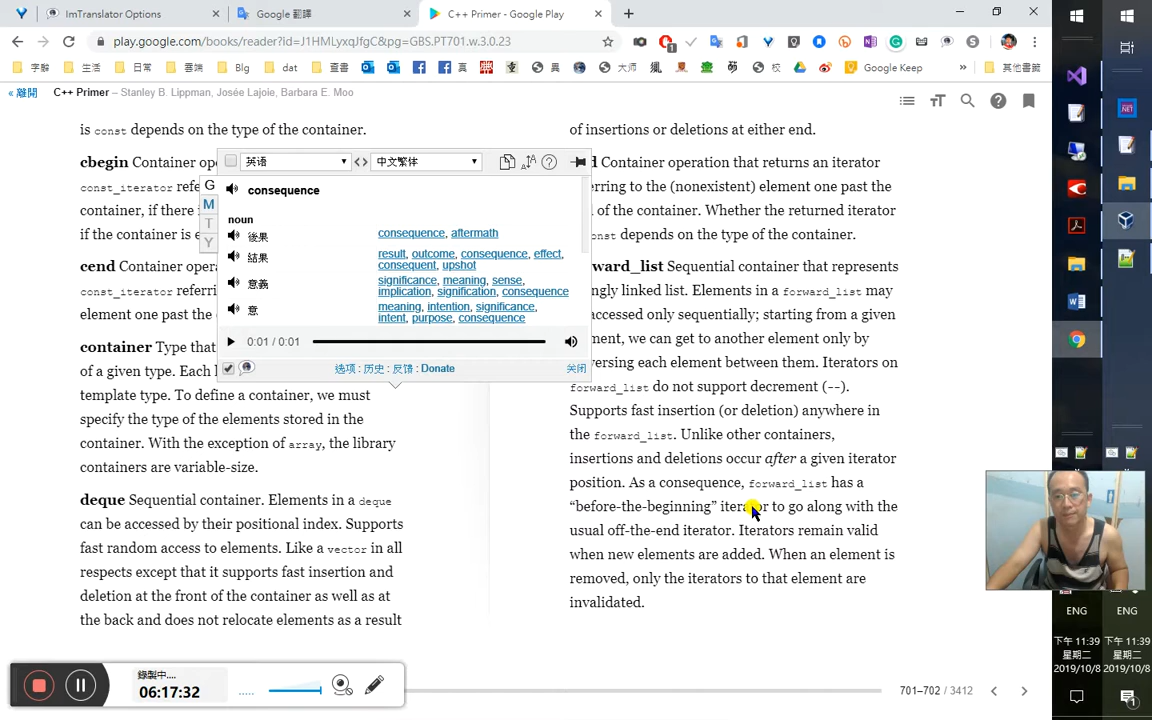 ImTranslator Options
Google 翻譯
C++ Primer - Google Play
play.google.com/books/reader?id=J1HMLyxqJfgC&pg=GBS.PT701.w.3.0.23
字辭
生活
日常
雲端
Blg
dat
查書
真
異
大师
校
Google Keep
»
其他書籤
« 離開
C++ Primer – Stanley B. Lippman, Josée Lajoie, Barbara E. Moo
is const depends on the type of the container.
cbegin Container ope
const_iterator refe
container, if there i
if the container is e
cend Container opera
const_iterator referri
element one past the
container Type that
of a given type. Each
template type. To define a container, we must
specify the type of the elements stored in the
container. With the exception of array, the library
containers are variable-size.
deque Sequential container. Elements in a deque
can be accessed by their positional index. Supports
fast random access to elements. Like a vector in all
respects except that it supports fast insertion and
deletion at the front of the container as well as at
the back and does not relocate elements as a result
英语
中文繁体
G
M
T
Y
consequence
noun
後果
consequence, aftermath
結果
result, outcome, consequence, effect,
consequent, upshot
意義
significance, meaning, sense,
implication, signification, consequence
意
meaning, intention, significance,
intent, purpose, consequence
0:01 / 0:01
选项 : 历史 : 反馈 : Donate
关闭
of insertions or deletions at either end.
d Container operation that returns an iterator
erring to the (nonexistent) element one past the
d of the container. Whether the returned iterator
const depends on the type of the container.
ward_list Sequential container that represents
ingly linked list. Elements in a forward_list may
accessed only sequentially; starting from a given
ment, we can get to another element only by
versing each element between them. Iterators on
forward_list do not support decrement (--).
Supports fast insertion (or deletion) anywhere in
the forward_list. Unlike other containers,
insertions and deletions occur after a given iterator
position. As a consequence, forward_list has a
“before-the-beginning” iterator to go along with the
usual off-the-end iterator. Iterators remain valid
when new elements are added. When an element is
removed, only the iterators to that element are
invalidated.
701–702 / 3412
錄製中....
06:17:32
ENG
下午 11:39
星期二
2019/10/8
ENG
下午 11:39
星期二
2019/10/8